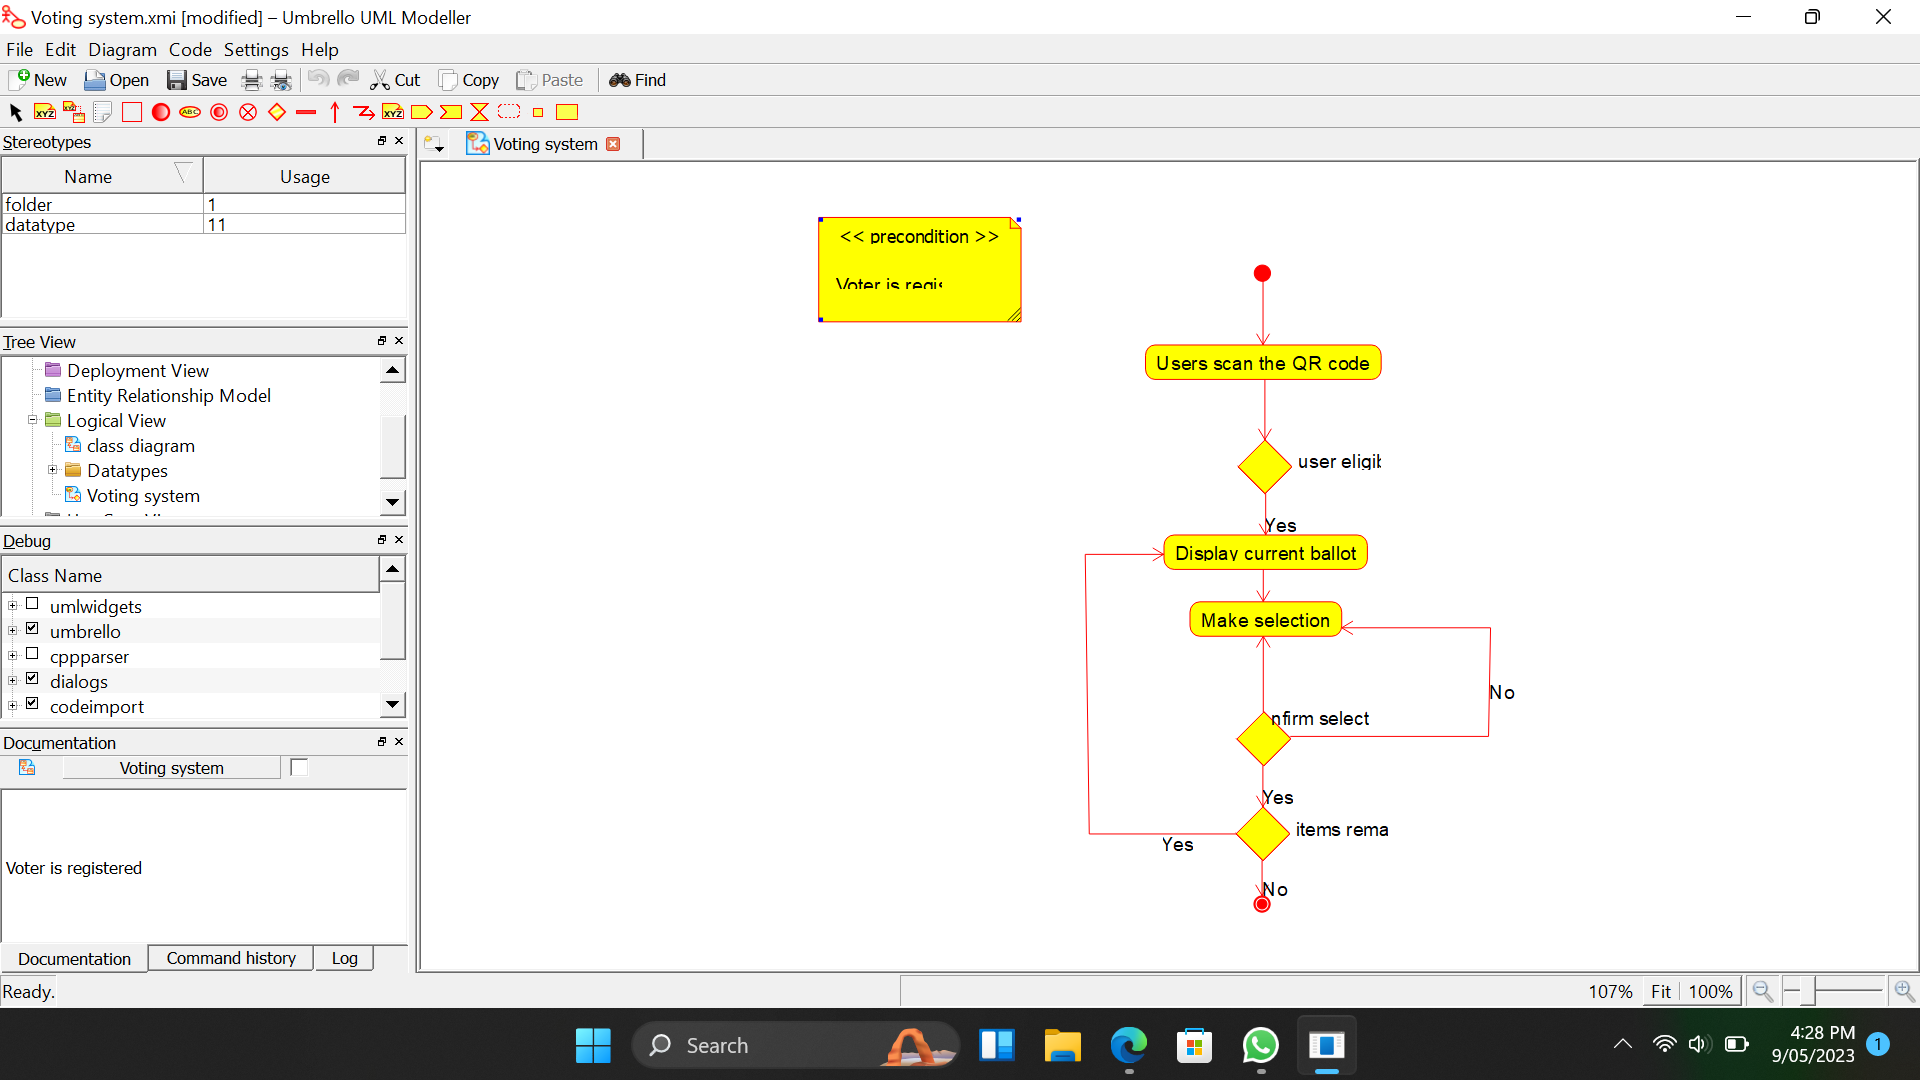 Voting system.xmi [modified] – Umbrello UML Modeller
File Edit Diagram Code Settings Help
New Open Save Cut Copy Paste Find
XYZ ABC XYZ
Stereotypes
Name Usage
folder 1
datatype 11
Tree View
Deployment View
Entity Relationship Model
Logical View
class diagram
Datatypes
Voting system
Debug
Class Name
umlwidgets
umbrello
cppparser
dialogs
codeimport
Documentation
Voting system
Voter is registered
Documentation Command history Log
Ready.
Voting system
<< precondition >>
Voter is regis
Users scan the QR code
user eligib
Yes
Display current ballot
Make selection
No
nfirm select
Yes
items rema
Yes
No
107% Fit 100%
Search
4:28 PM
9/05/2023
1